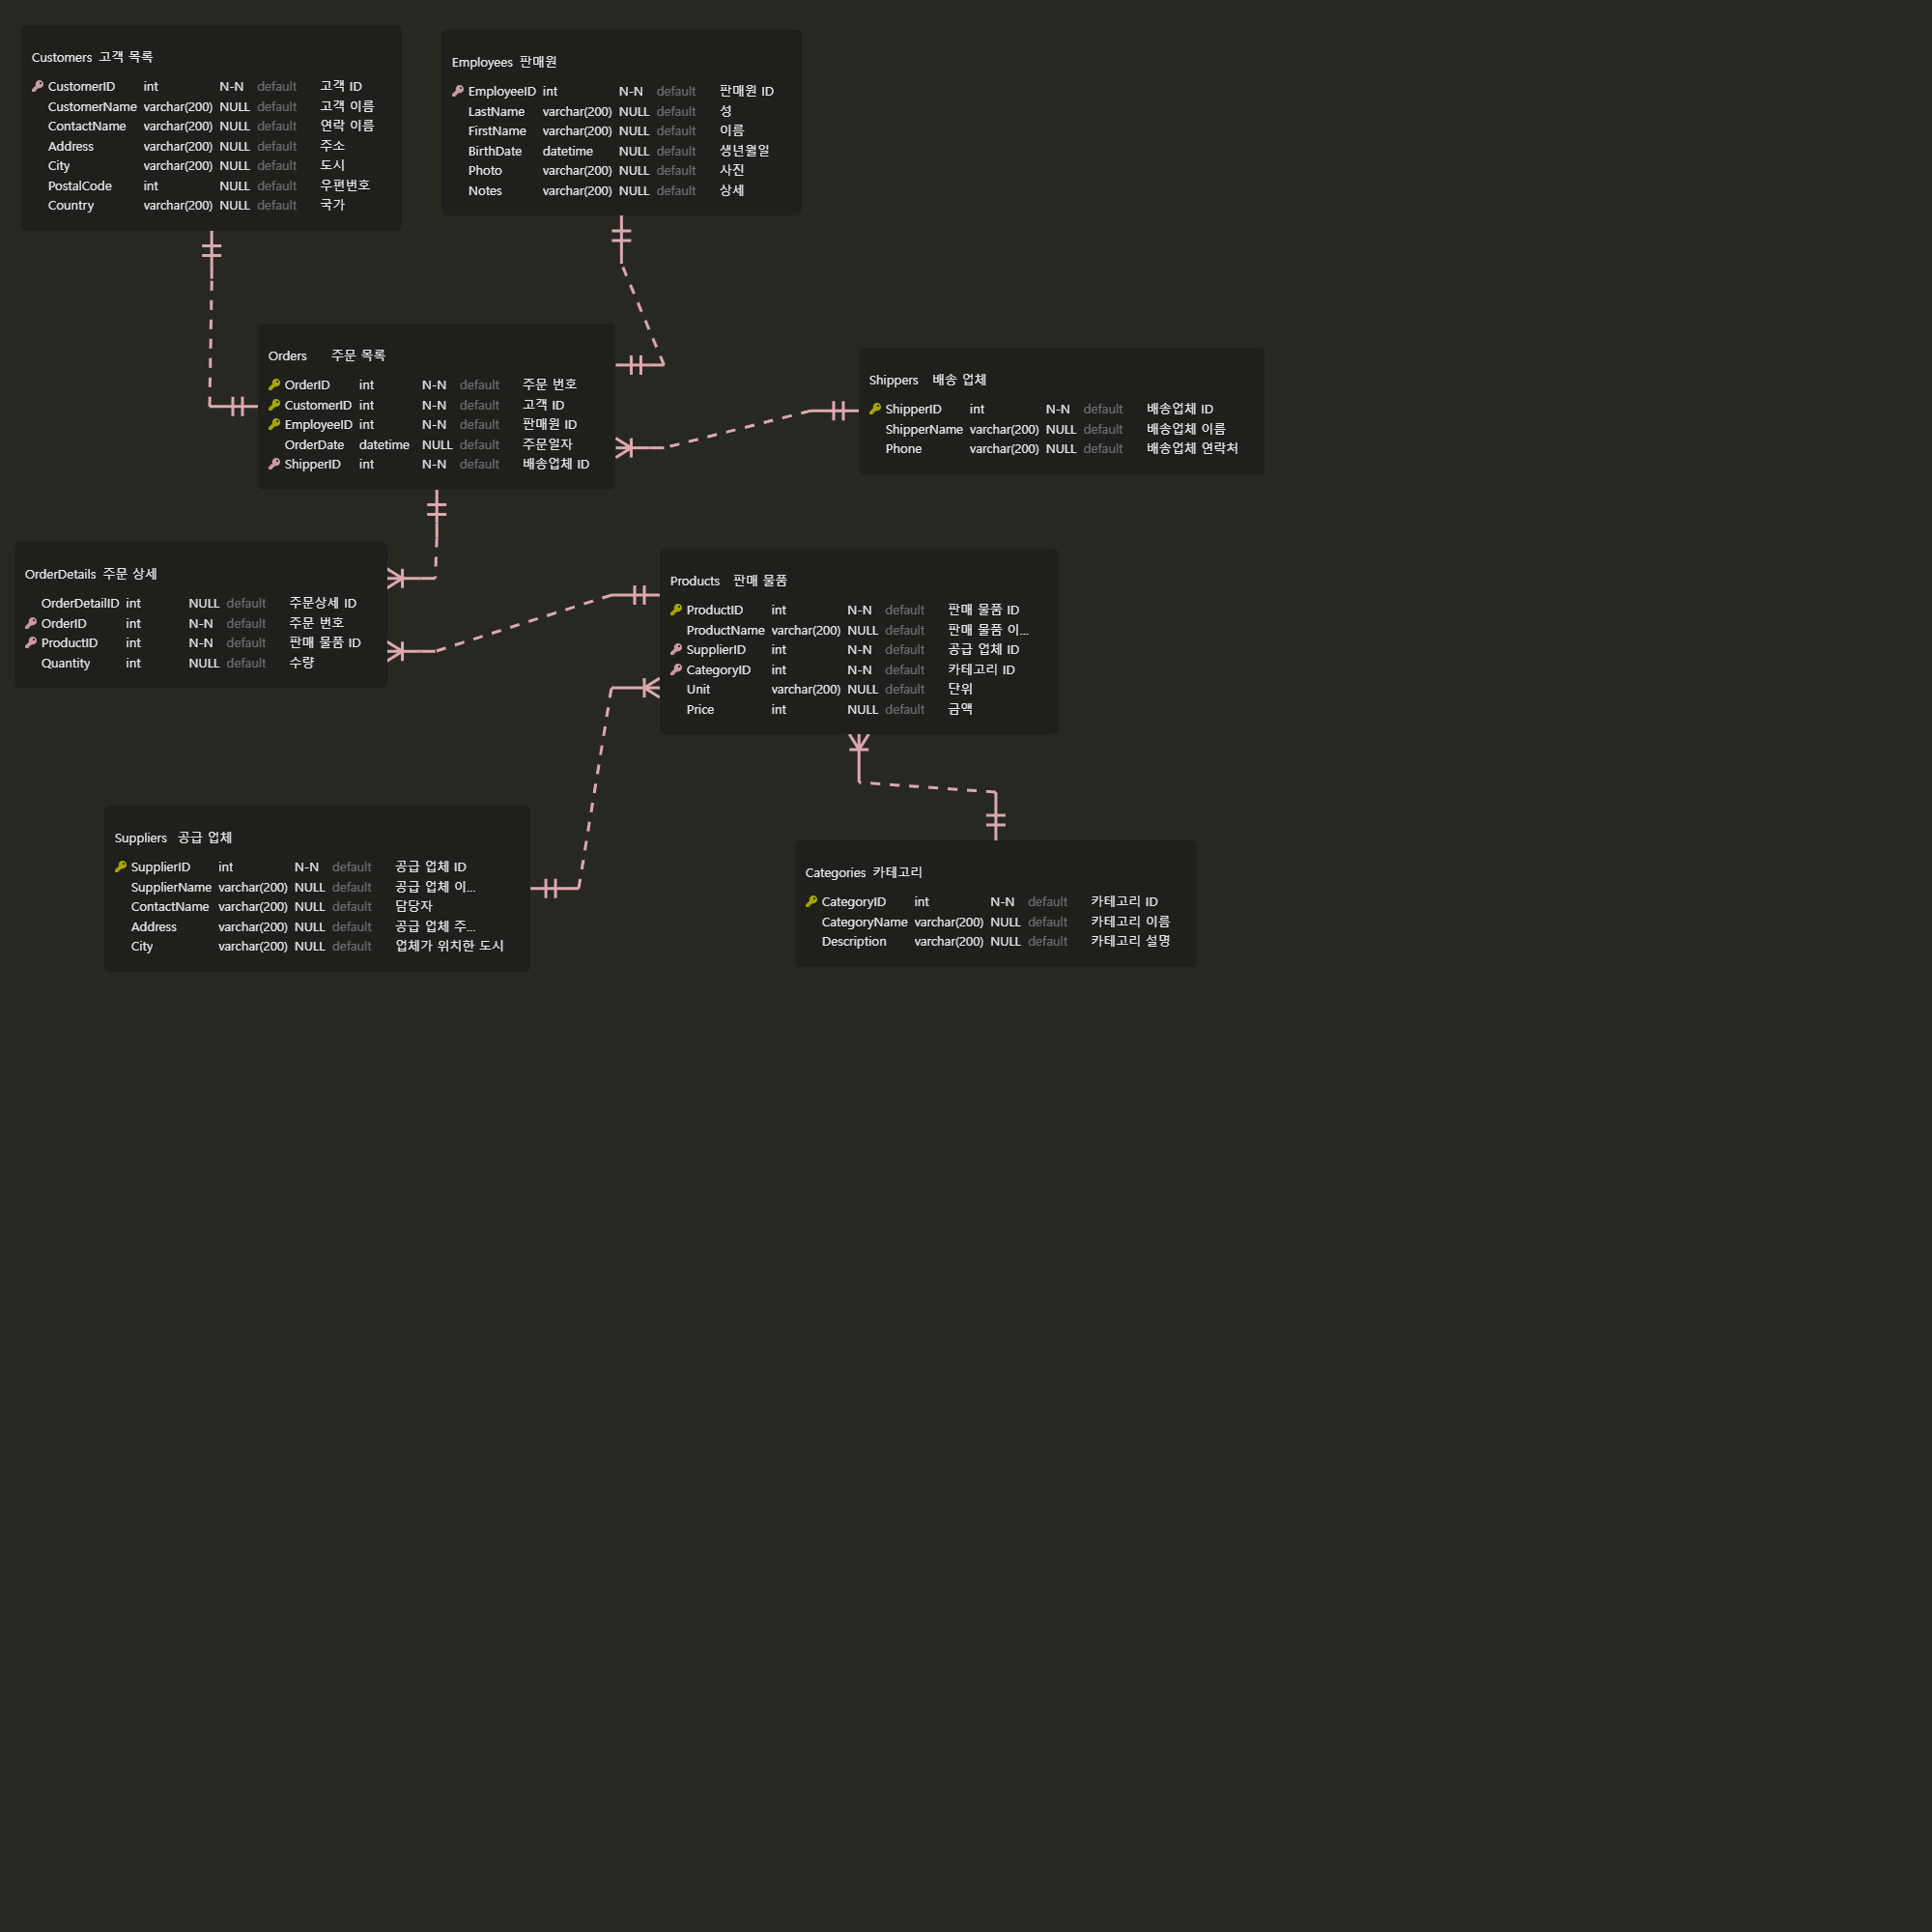 Customers 고객 목록
CustomerID int N-N default 고객 ID
CustomerName varchar(200) NULL default 고객 이름
ContactName varchar(200) NULL default 연락 이름
Address varchar(200) NULL default 주소
City varchar(200) NULL default 도시
PostalCode int NULL default 우편번호
Country varchar(200) NULL default 국가
Employees 판매원
EmployeeID int N-N default 판매원 ID
LastName varchar(200) NULL default 성
FirstName varchar(200) NULL default 이름
BirthDate datetime NULL default 생년월일
Photo varchar(200) NULL default 사진
Notes varchar(200) NULL default 상세
Orders 주문 목록
OrderID int N-N default 주문 번호
CustomerID int N-N default 고객 ID
EmployeeID int N-N default 판매원 ID
OrderDate datetime NULL default 주문일자
ShipperID int N-N default 배송업체 ID
Shippers 배송 업체
ShipperID int N-N default 배송업체 ID
ShipperName varchar(200) NULL default 배송업체 이름
Phone varchar(200) NULL default 배송업체 연락처
OrderDetails 주문 상세
OrderDetailID int NULL default 주문상세 ID
OrderID int N-N default 주문 번호
ProductID int N-N default 판매 물품 ID
Quantity int NULL default 수량
Products 판매 물품
ProductID int N-N default 판매 물품 ID
ProductName varchar(200) NULL default 판매 물품 이...
SupplierID int N-N default 공급 업체 ID
CategoryID int N-N default 카테고리 ID
Unit varchar(200) NULL default 단위
Price int NULL default 금액
Suppliers 공급 업체
SupplierID int N-N default 공급 업체 ID
SupplierName varchar(200) NULL default 공급 업체 이...
ContactName varchar(200) NULL default 담당자
Address varchar(200) NULL default 공급 업체 주...
City varchar(200) NULL default 업체가 위치한 도시
Categories 카테고리
CategoryID int N-N default 카테고리 ID
CategoryName varchar(200) NULL default 카테고리 이름
Description varchar(200) NULL default 카테고리 설명